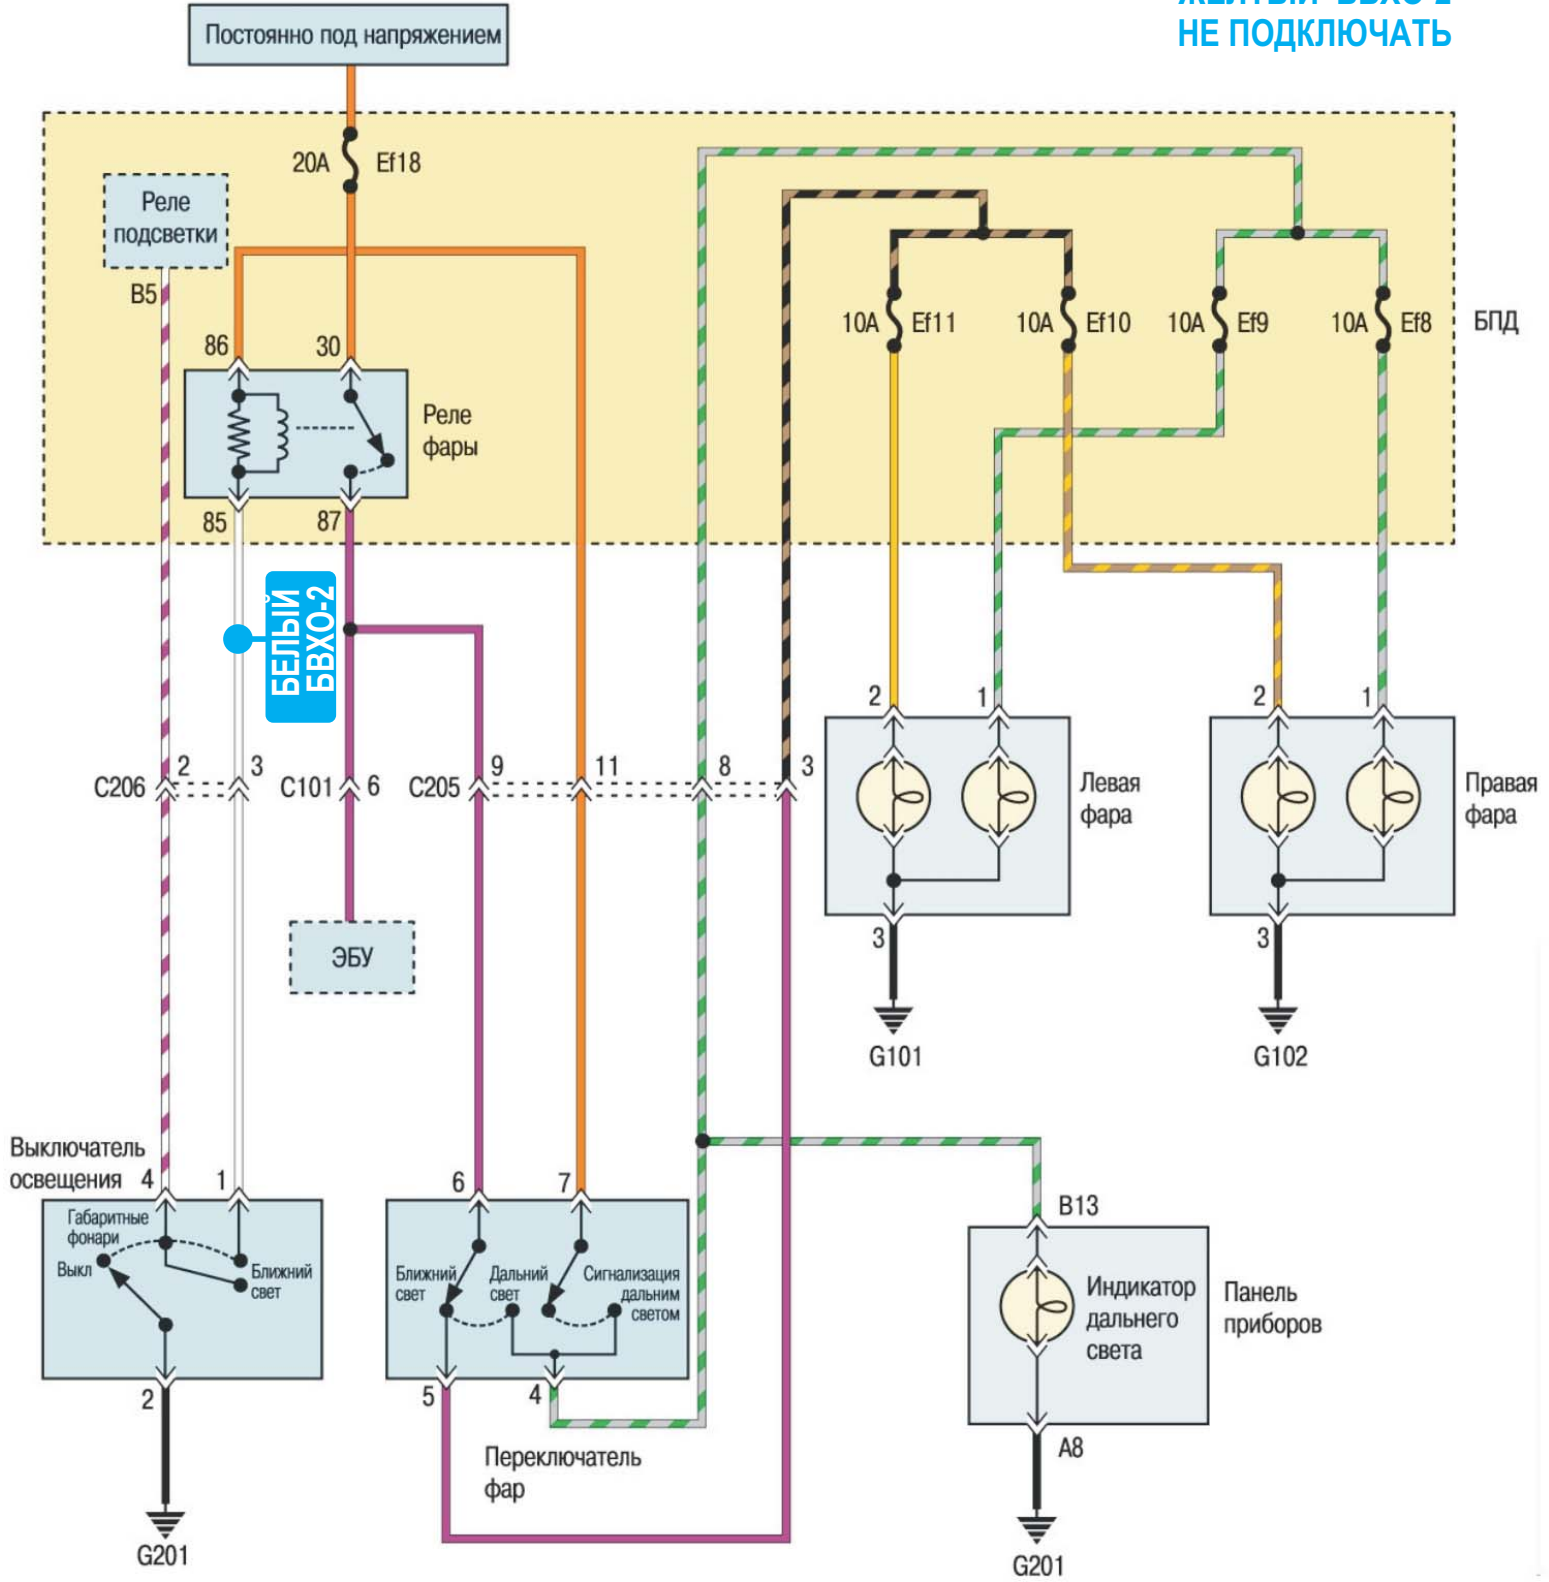 НЕ ПОДКЛЮЧАТЬ
Постоянно под напряжением
20А Ef18
Реле
подсветки
B5
86
30
10А Ef11
10А Ef10
10А Ef9
10А Ef8
БПД
Реле
фары
85
87
БЕЛЫЙ
БВХО-2
2
1
2
1
C206
2
3
C101
6
C205
9
11
8
3
Левая
фара
Правая
фара
3
3
ЭБУ
G101
G102
Выключатель
освещения
4
1
6
7
Габаритные
фонари
Выкл
Ближний
свет
Ближний
свет
Дальний
свет
Сигнализация
дальним
светом
B13
Индикатор
дальнего
света
Панель
приборов
2
5
4
A8
Переключатель
фар
G201
G201